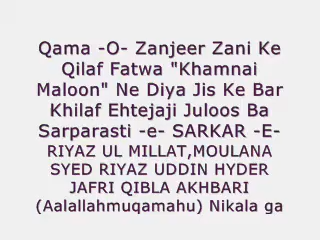 Qama -O- Zanjeer Zani Ke
Qilaf Fatwa "Khamnai
Maloon" Ne Diya Jis Ke Bar
Khilaf Ehtejaji Juloos Ba
Sarparasti -e- SARKAR -E-
RIYAZ UL MILLAT,MOULANA
SYED RIYAZ UDDIN HYDER
JAFRI QIBLA AKHBARI
(Aalallahmuqamahu) Nikala ga